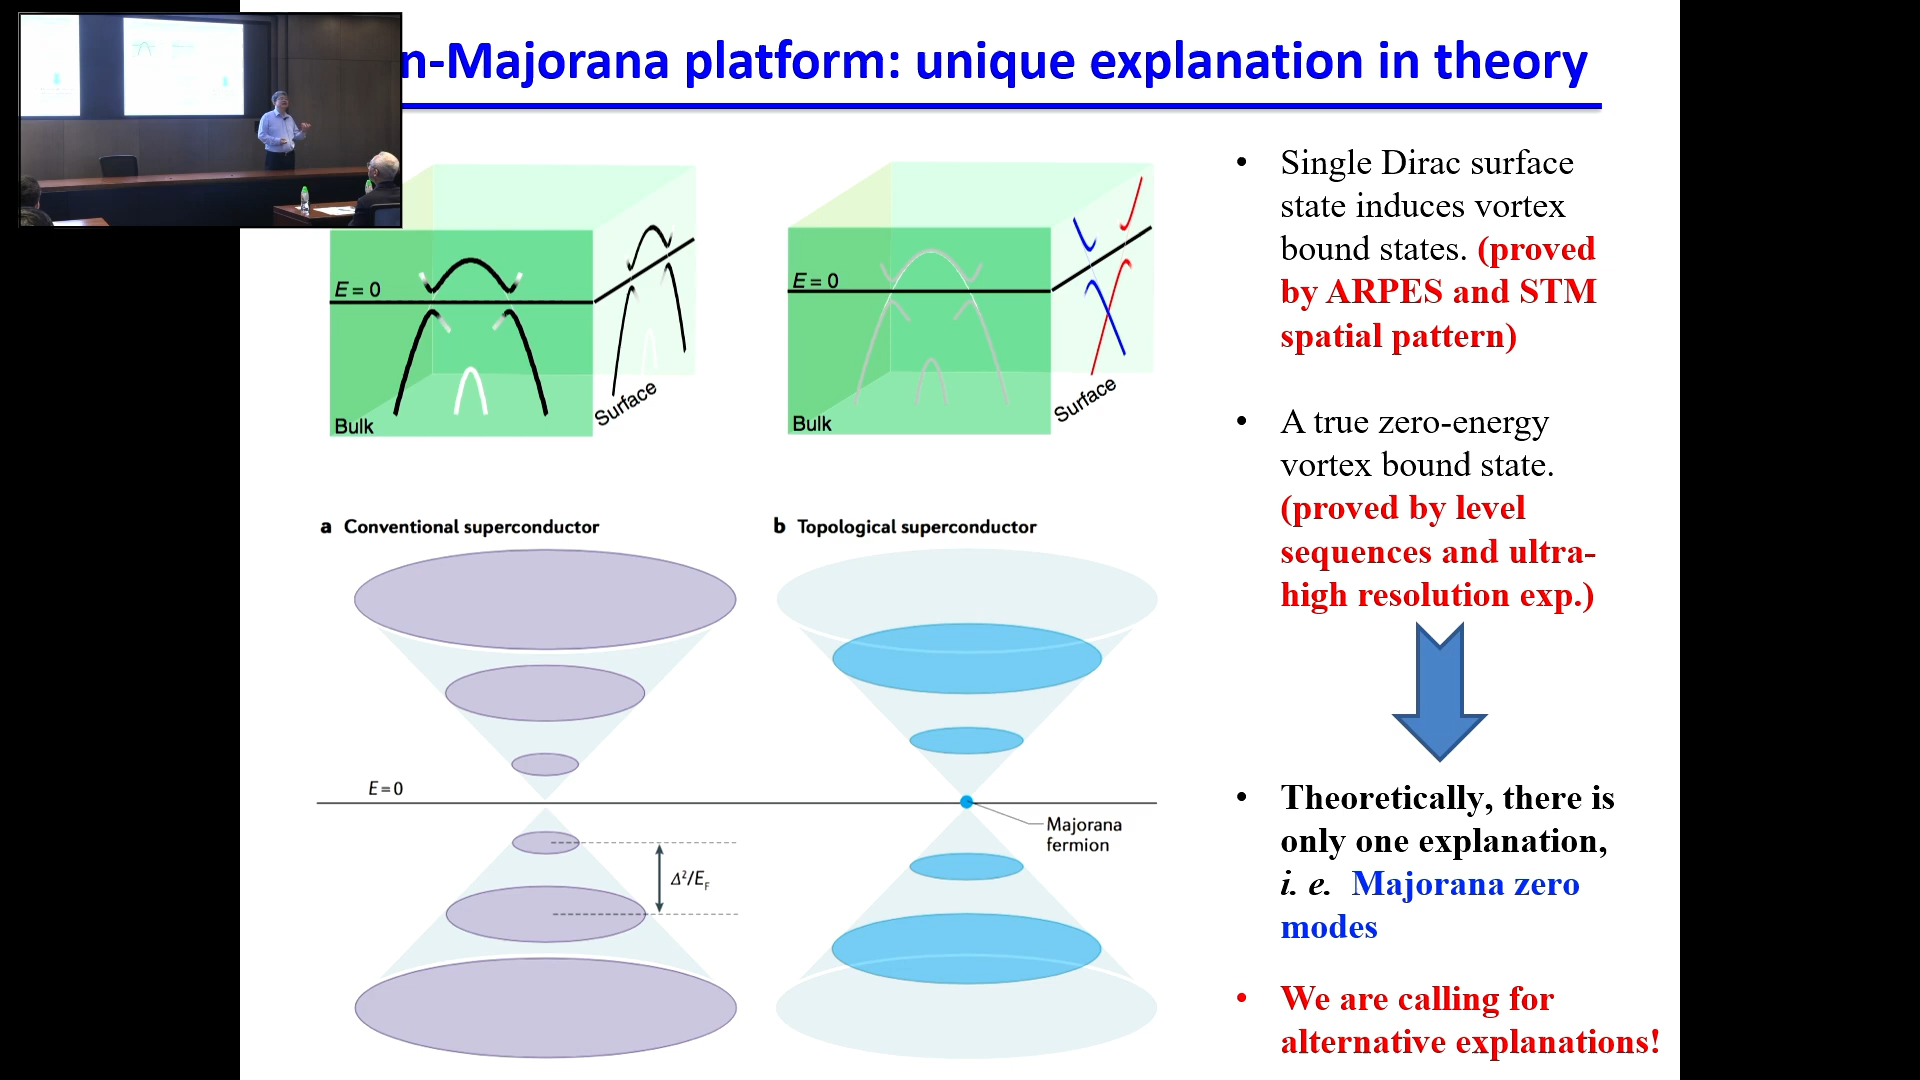 n-Majorana platform: unique explanation in theory
E = 0
Bulk
Surface
E = 0
Bulk
Surface
a Conventional superconductor
b Topological superconductor
E = 0
Δ²/E_F
Majorana
fermion
• Single Dirac surface
state induces vortex
bound states. (proved
by ARPES and STM
spatial pattern)
• A true zero-energy
vortex bound state.
(proved by level
sequences and ultra-
high resolution exp.)
• Theoretically, there is
only one explanation,
i. e. Majorana zero
modes
• We are calling for
alternative explanations!